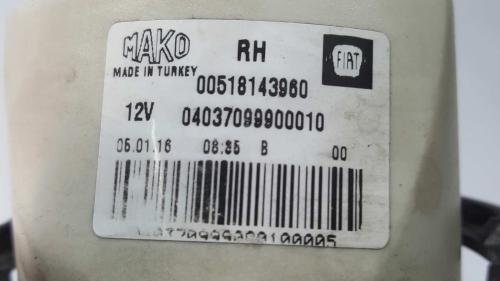 MAKO RH
MADE IN TURKEY FIAT
00518143960
12V 04037099900010
05.01.16 08:35 B 00